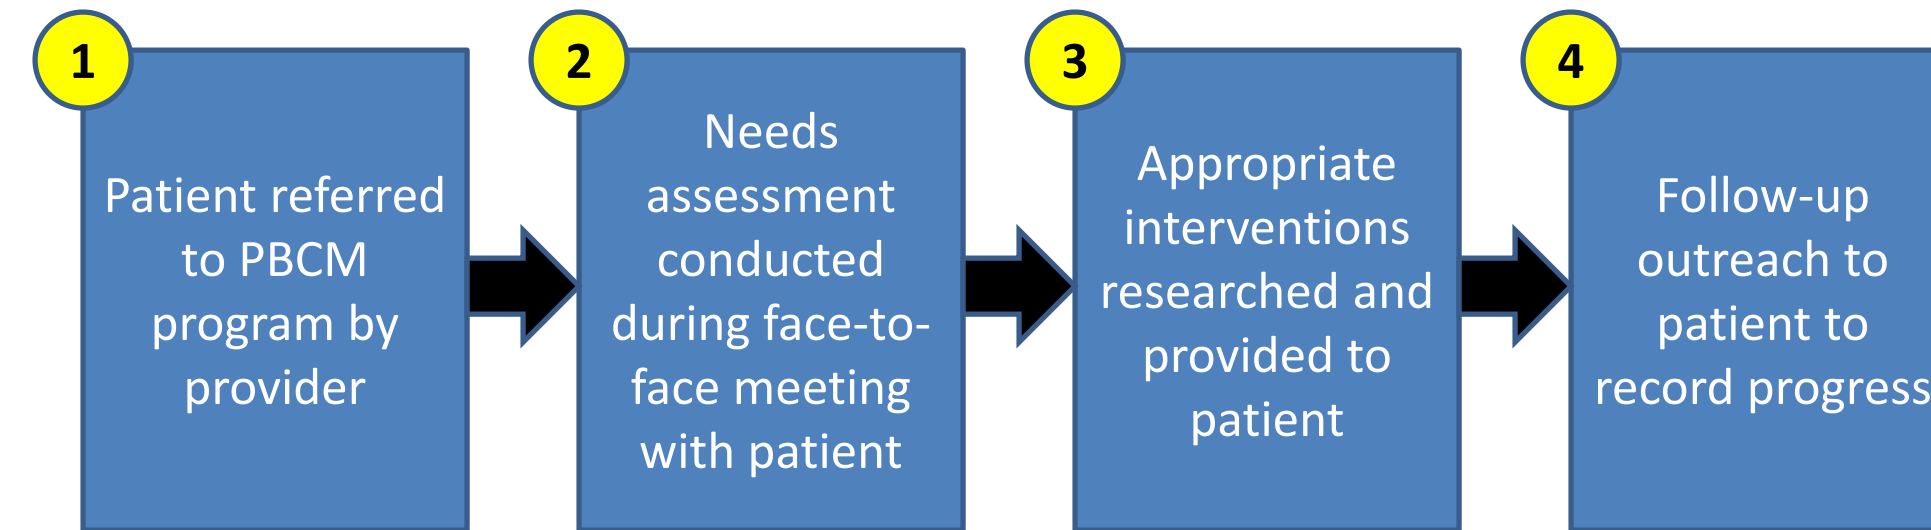 1
Patient referred
to PBCM
program by
provider
2
Needs
assessment
conducted
during face-to-
face meeting
with patient
3
Appropriate
interventions
researched and
provided to
patient
4
Follow-up
outreach to
patient to
record progress